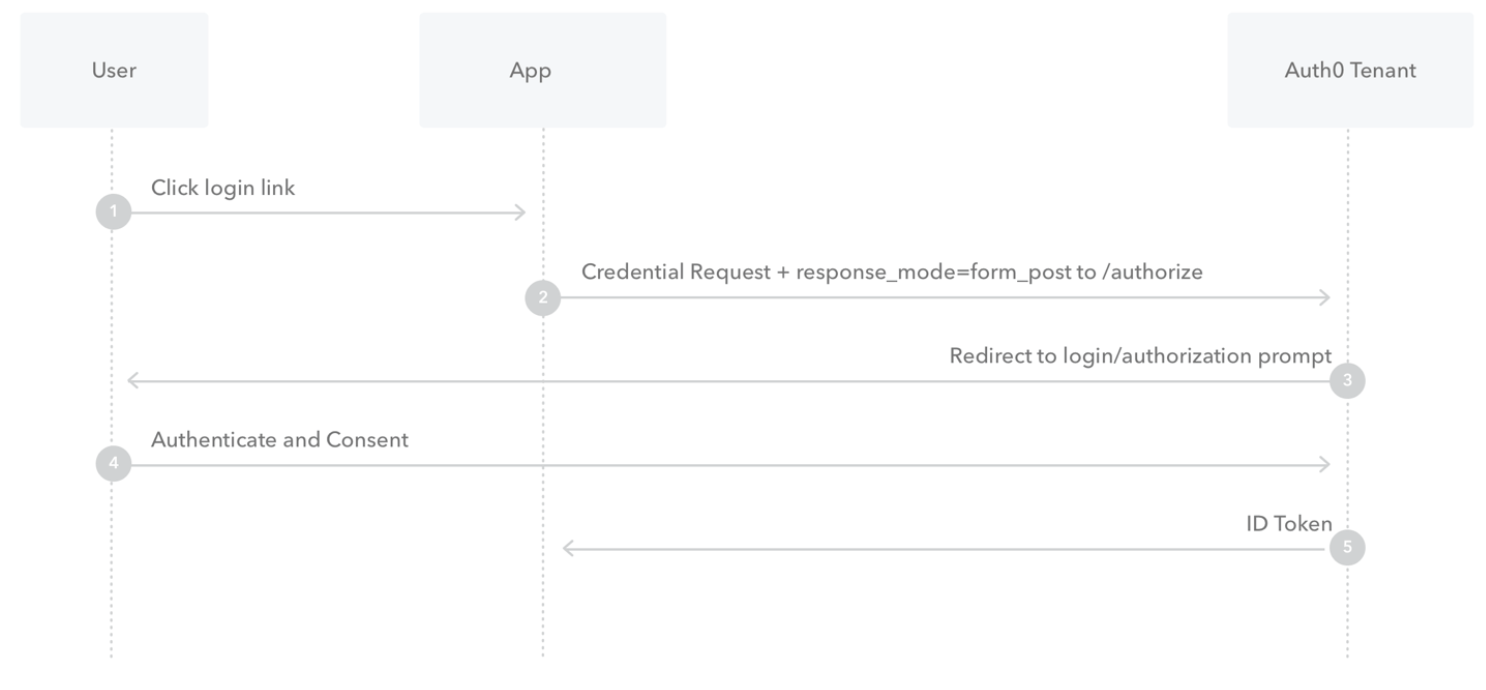 User
App
Auth0 Tenant
Click login link
1
Credential Request + response_mode=form_post to /authorize
2
Redirect to login/authorization prompt
3
Authenticate and Consent
4
ID Token
5